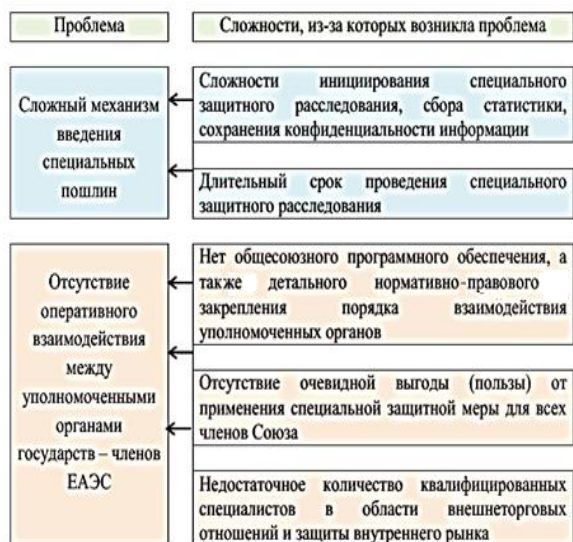 Проблема
Сложности, из-за которых возникла проблема
Сложный механизм
введения
специальных
пошлин
Сложности инициирования специального
защитного расследования, сбора статистики,
сохранения конфиденциальности информации
Длительный срок проведения специального
защитного расследования
Отсутствие
оперативного
взаимодействия
между
уполномоченными
органами
государств – членов
ЕАЭС
Нет общесоюзного программного обеспечения, а
также детального нормативно-правового
закрепления порядка взаимодействия
уполномоченных органов
Отсутствие очевидной выгоды (пользы) от
применения специальной защитной меры для всех
членов Союза
Недостаточное количество квалифицированных
специалистов в области внешнеторговых
отношений и защиты внутреннего рынка